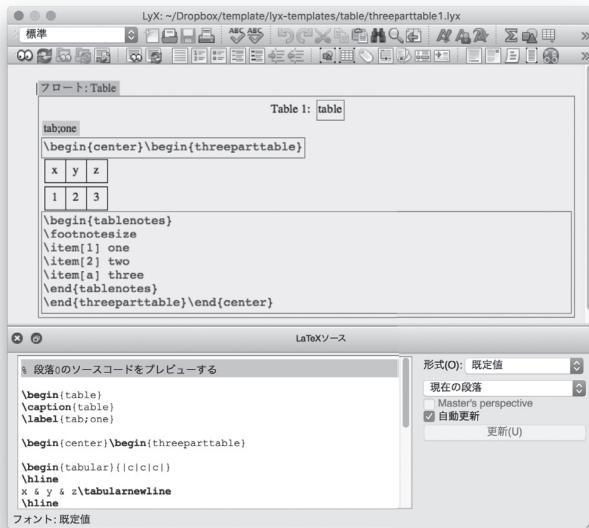 LyX: ~/Dropbox/template/lyx-templates/table/threeparttable1.lyx
標準
ABC ABC
フロート: Table
Table 1: table
tab;one
\begin{center}\begin{threeparttable}
x y z
1 2 3
\begin{tablenotes}
\footnotesize
\item[1] one
\item[2] two
\item[a] three
\end{tablenotes}
\end{threeparttable}\end{center}
LaTeXソース
% 段落0のソースコードをプレビューする
\begin{table}
\caption{table}
\label{tab;one}
\begin{center}\begin{threeparttable}
\begin{tabular}{|c|c|c|}
\hline
x & y & z\tabularnewline
\hline
形式(O): 既定値
現在の段落
Master's perspective
自動更新
更新(U)
フォント: 既定値